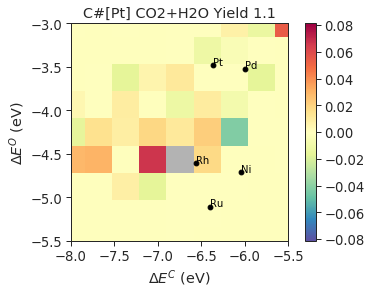 C#[Pt] CO2+H2O Yield 1.1
−3.0
−3.5
−4.0
−4.5
−5.0
−5.5
ΔE^O (eV)
Pt
Pd
Rh
Ni
Ru
−8.0 −7.5 −7.0 −6.5 −6.0 −5.5
ΔE^C (eV)
0.08
0.06
0.04
0.02
0.00
−0.02
−0.04
−0.06
−0.08